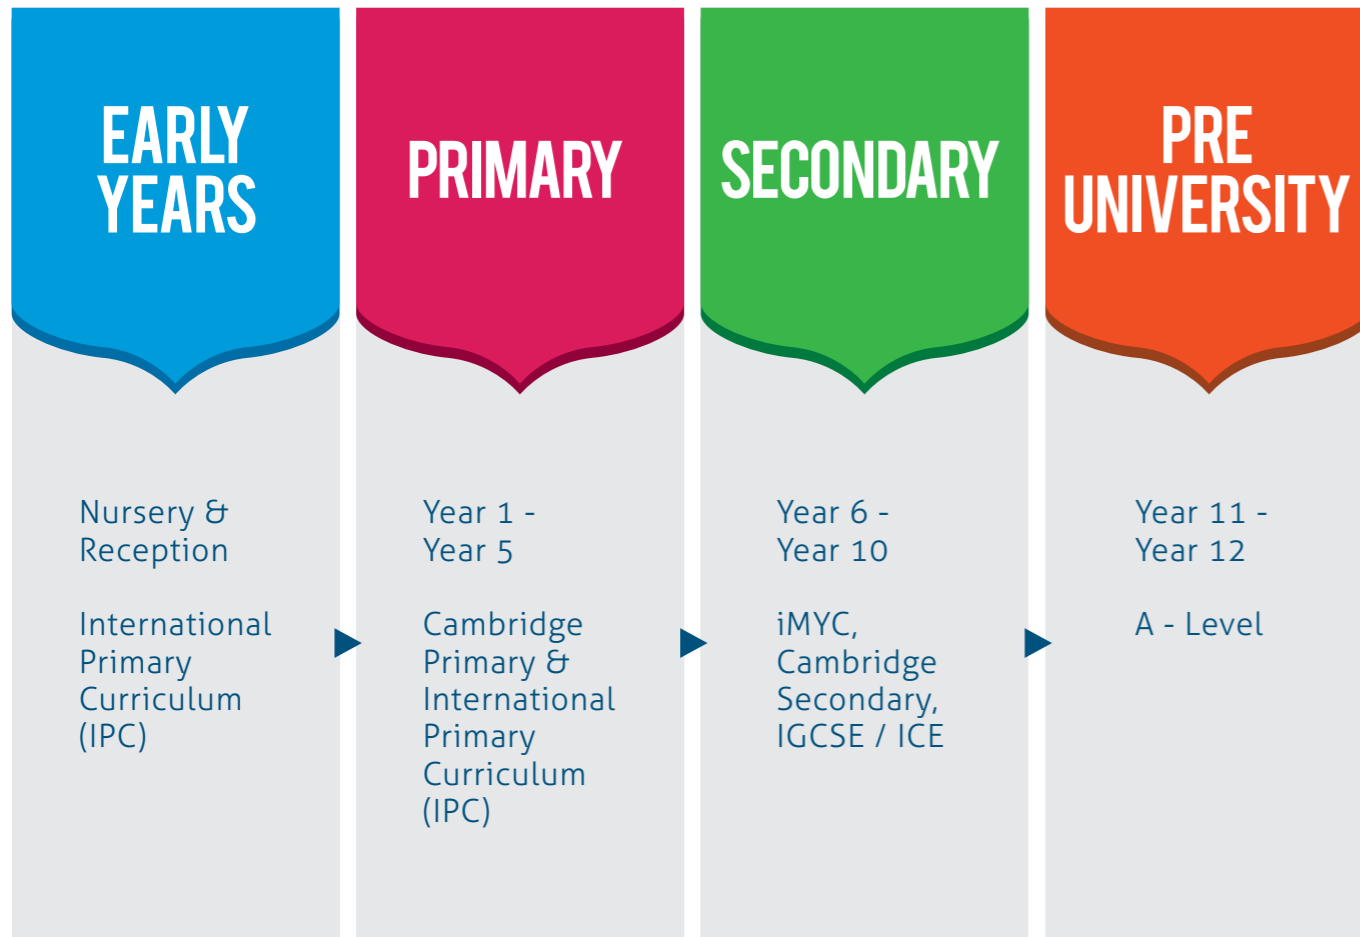 EARLY
YEARS
Nursery &
Reception
International
Primary
Curriculum
(IPC)
PRIMARY
Year 1 -
Year 5
Cambridge
Primary &
International
Primary
Curriculum
(IPC)
SECONDARY
Year 6 -
Year 10
iMYC,
Cambridge
Secondary,
IGCSE / ICE
PRE
UNIVERSITY
Year 11 -
Year 12
A - Level